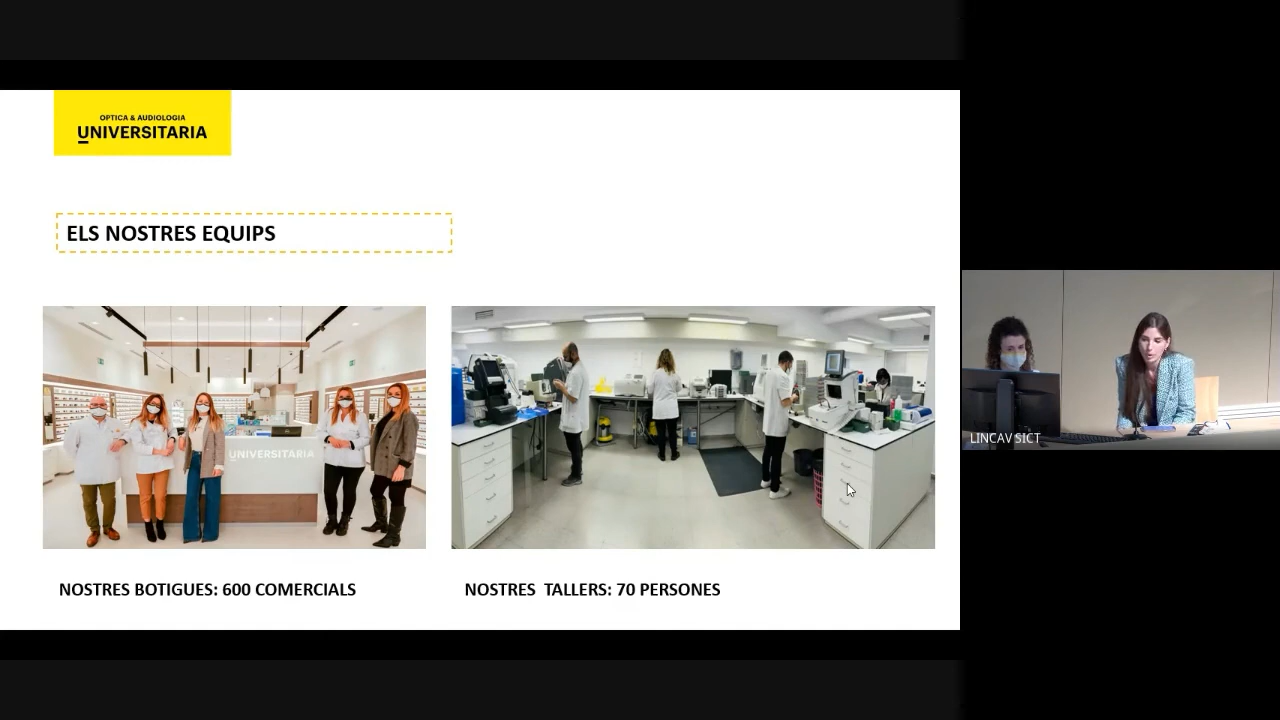 OPTICA & AUDIOLOGIA
UNIVERSITARIA
ELS NOSTRES EQUIPS
UNIVERSITARIA
NOSTRES BOTIGUES: 600 COMERCIALS
NOSTRES TALLERS: 70 PERSONES
LINCAV SICT